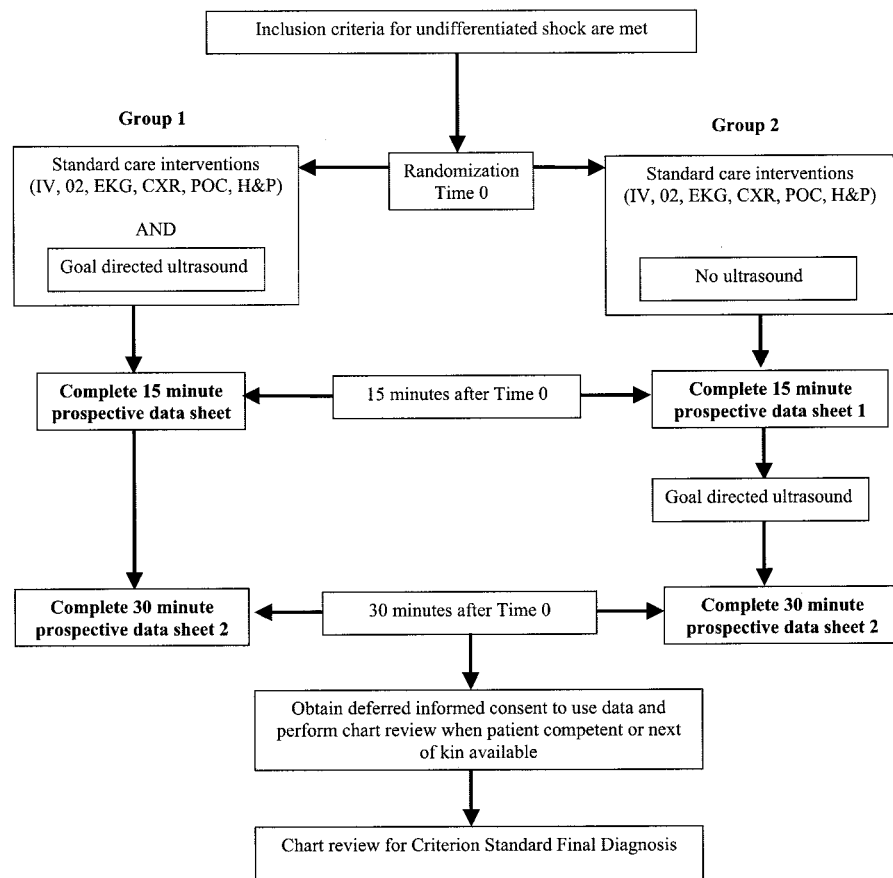 Inclusion criteria for undifferentiated shock are met
Group 1
Group 2
Standard care interventions
(IV, 02, EKG, CXR, POC, H&P)
AND
Goal directed ultrasound
Randomization
Time 0
Standard care interventions
(IV, 02, EKG, CXR, POC, H&P)
No ultrasound
Complete 15 minute
prospective data sheet
15 minutes after Time 0
Complete 15 minute
prospective data sheet 1
Goal directed ultrasound
Complete 30 minute
prospective data sheet 2
30 minutes after Time 0
Complete 30 minute
prospective data sheet 2
Obtain deferred informed consent to use data and
perform chart review when patient competent or next
of kin available
Chart review for Criterion Standard Final Diagnosis